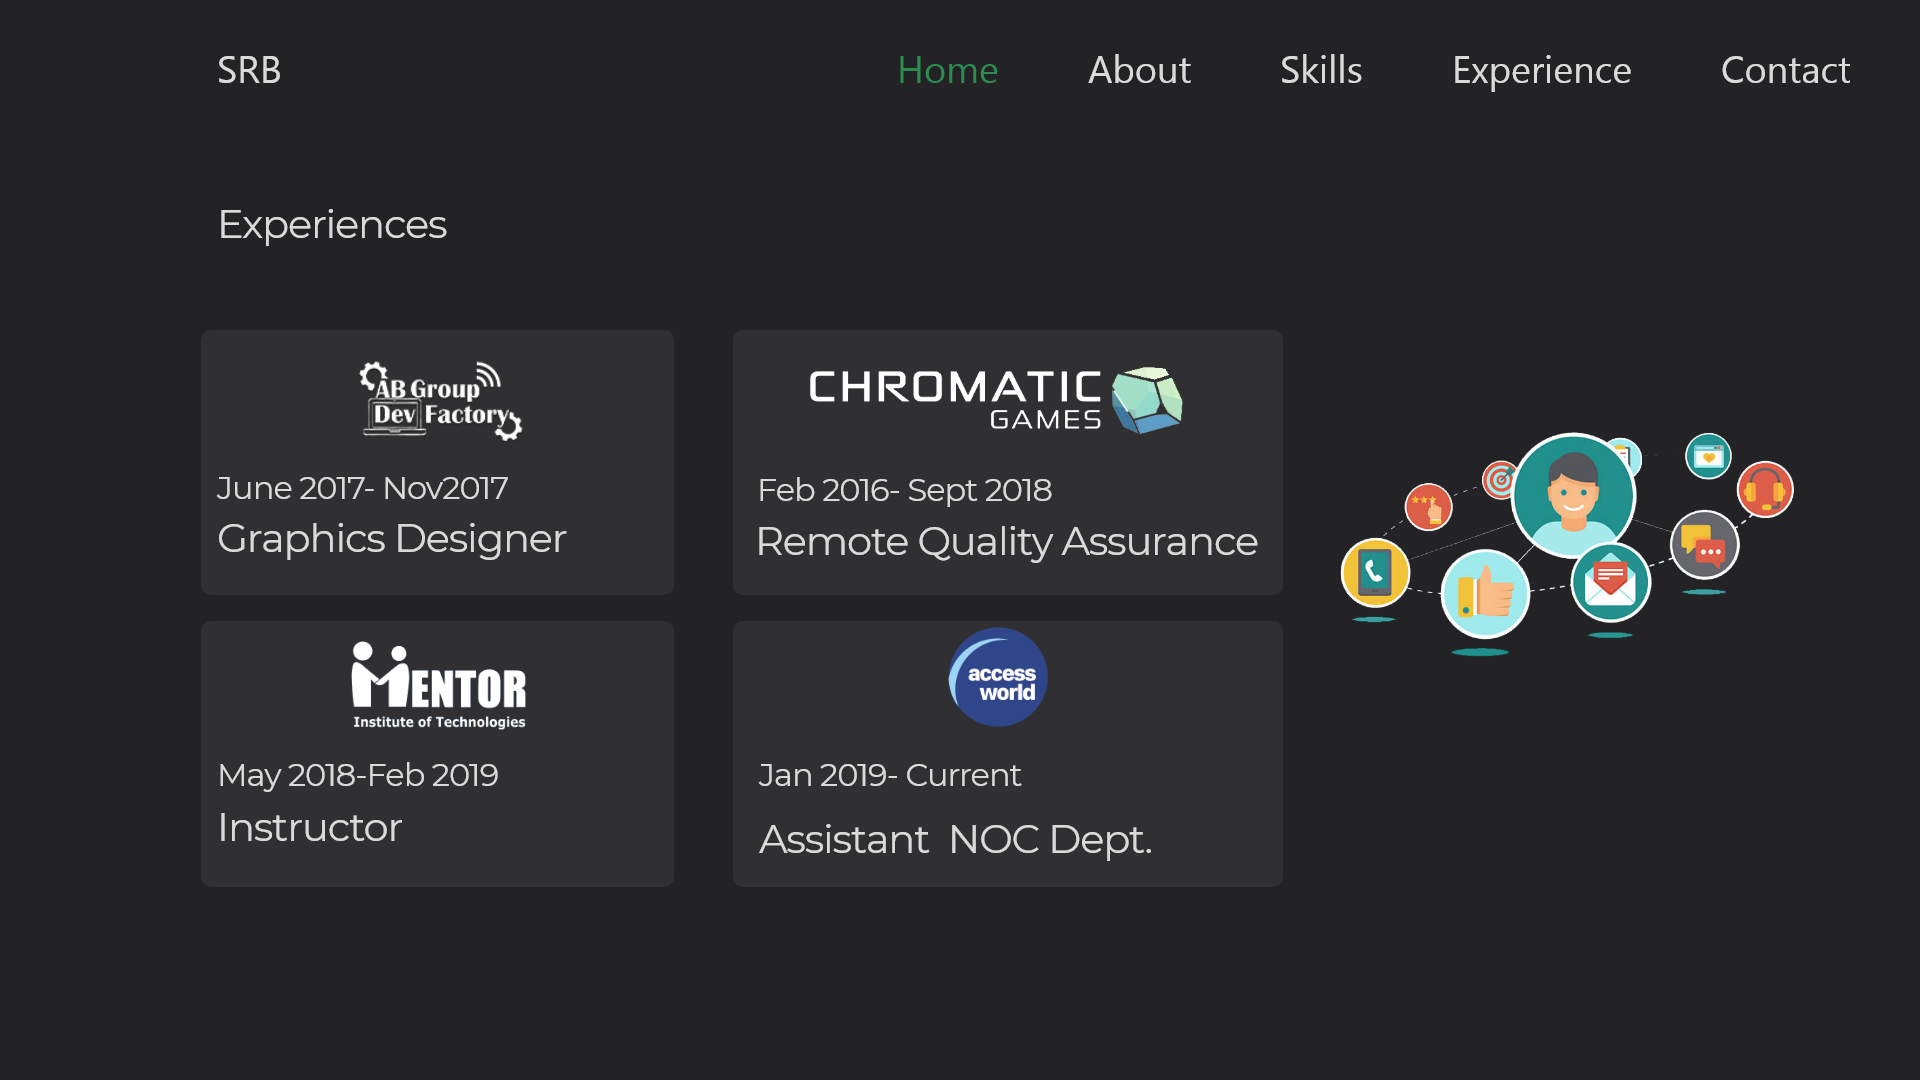 SRB
Home
About
Skills
Experience
Contact
Experiences
AB Group
Dev Factory
June 2017- Nov2017
Graphics Designer
CHROMATIC
GAMES
Feb 2016- Sept 2018
Remote Quality Assurance
MENTOR
Institute of Technologies
May 2018-Feb 2019
Instructor
access
world
Jan 2019- Current
Assistant  NOC Dept.